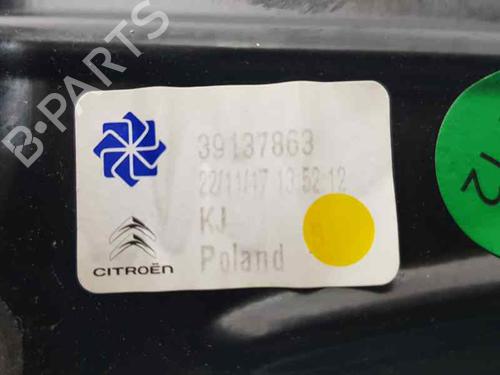 B-PARTS
39137863
22/11/17 13:52:12
KJ
Poland
CITROËN